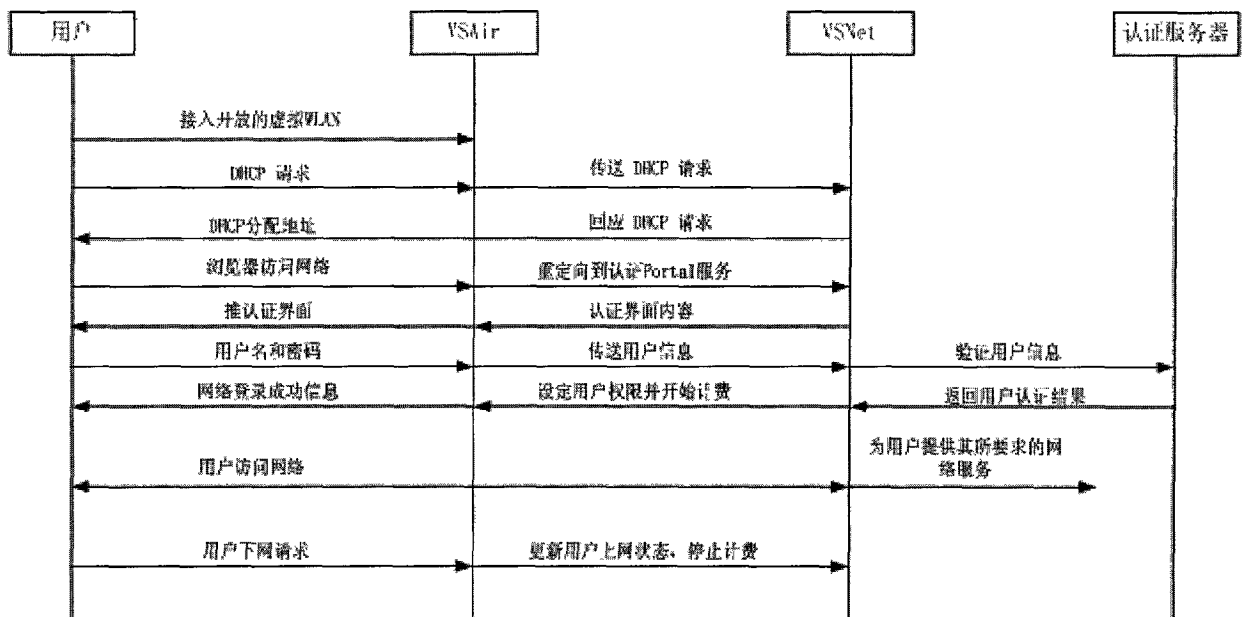 用户
VSAir
VSNet
认证服务器
接入开放的虚拟WLAN
DHCP 请求
传送 DHCP 请求
DHCP分配地址
回应 DHCP 请求
浏览器访问网络
重定向到认证Portal服务
推认证界面
认证界面内容
用户名和密码
传送用户信息
验证用户信息
网络登录成功信息
设定用户权限并开始计费
返回用户认证结果
用户访问网络
为用户提供其所要求的网
络服务
用户下网请求
更新用户上网状态、停止计费